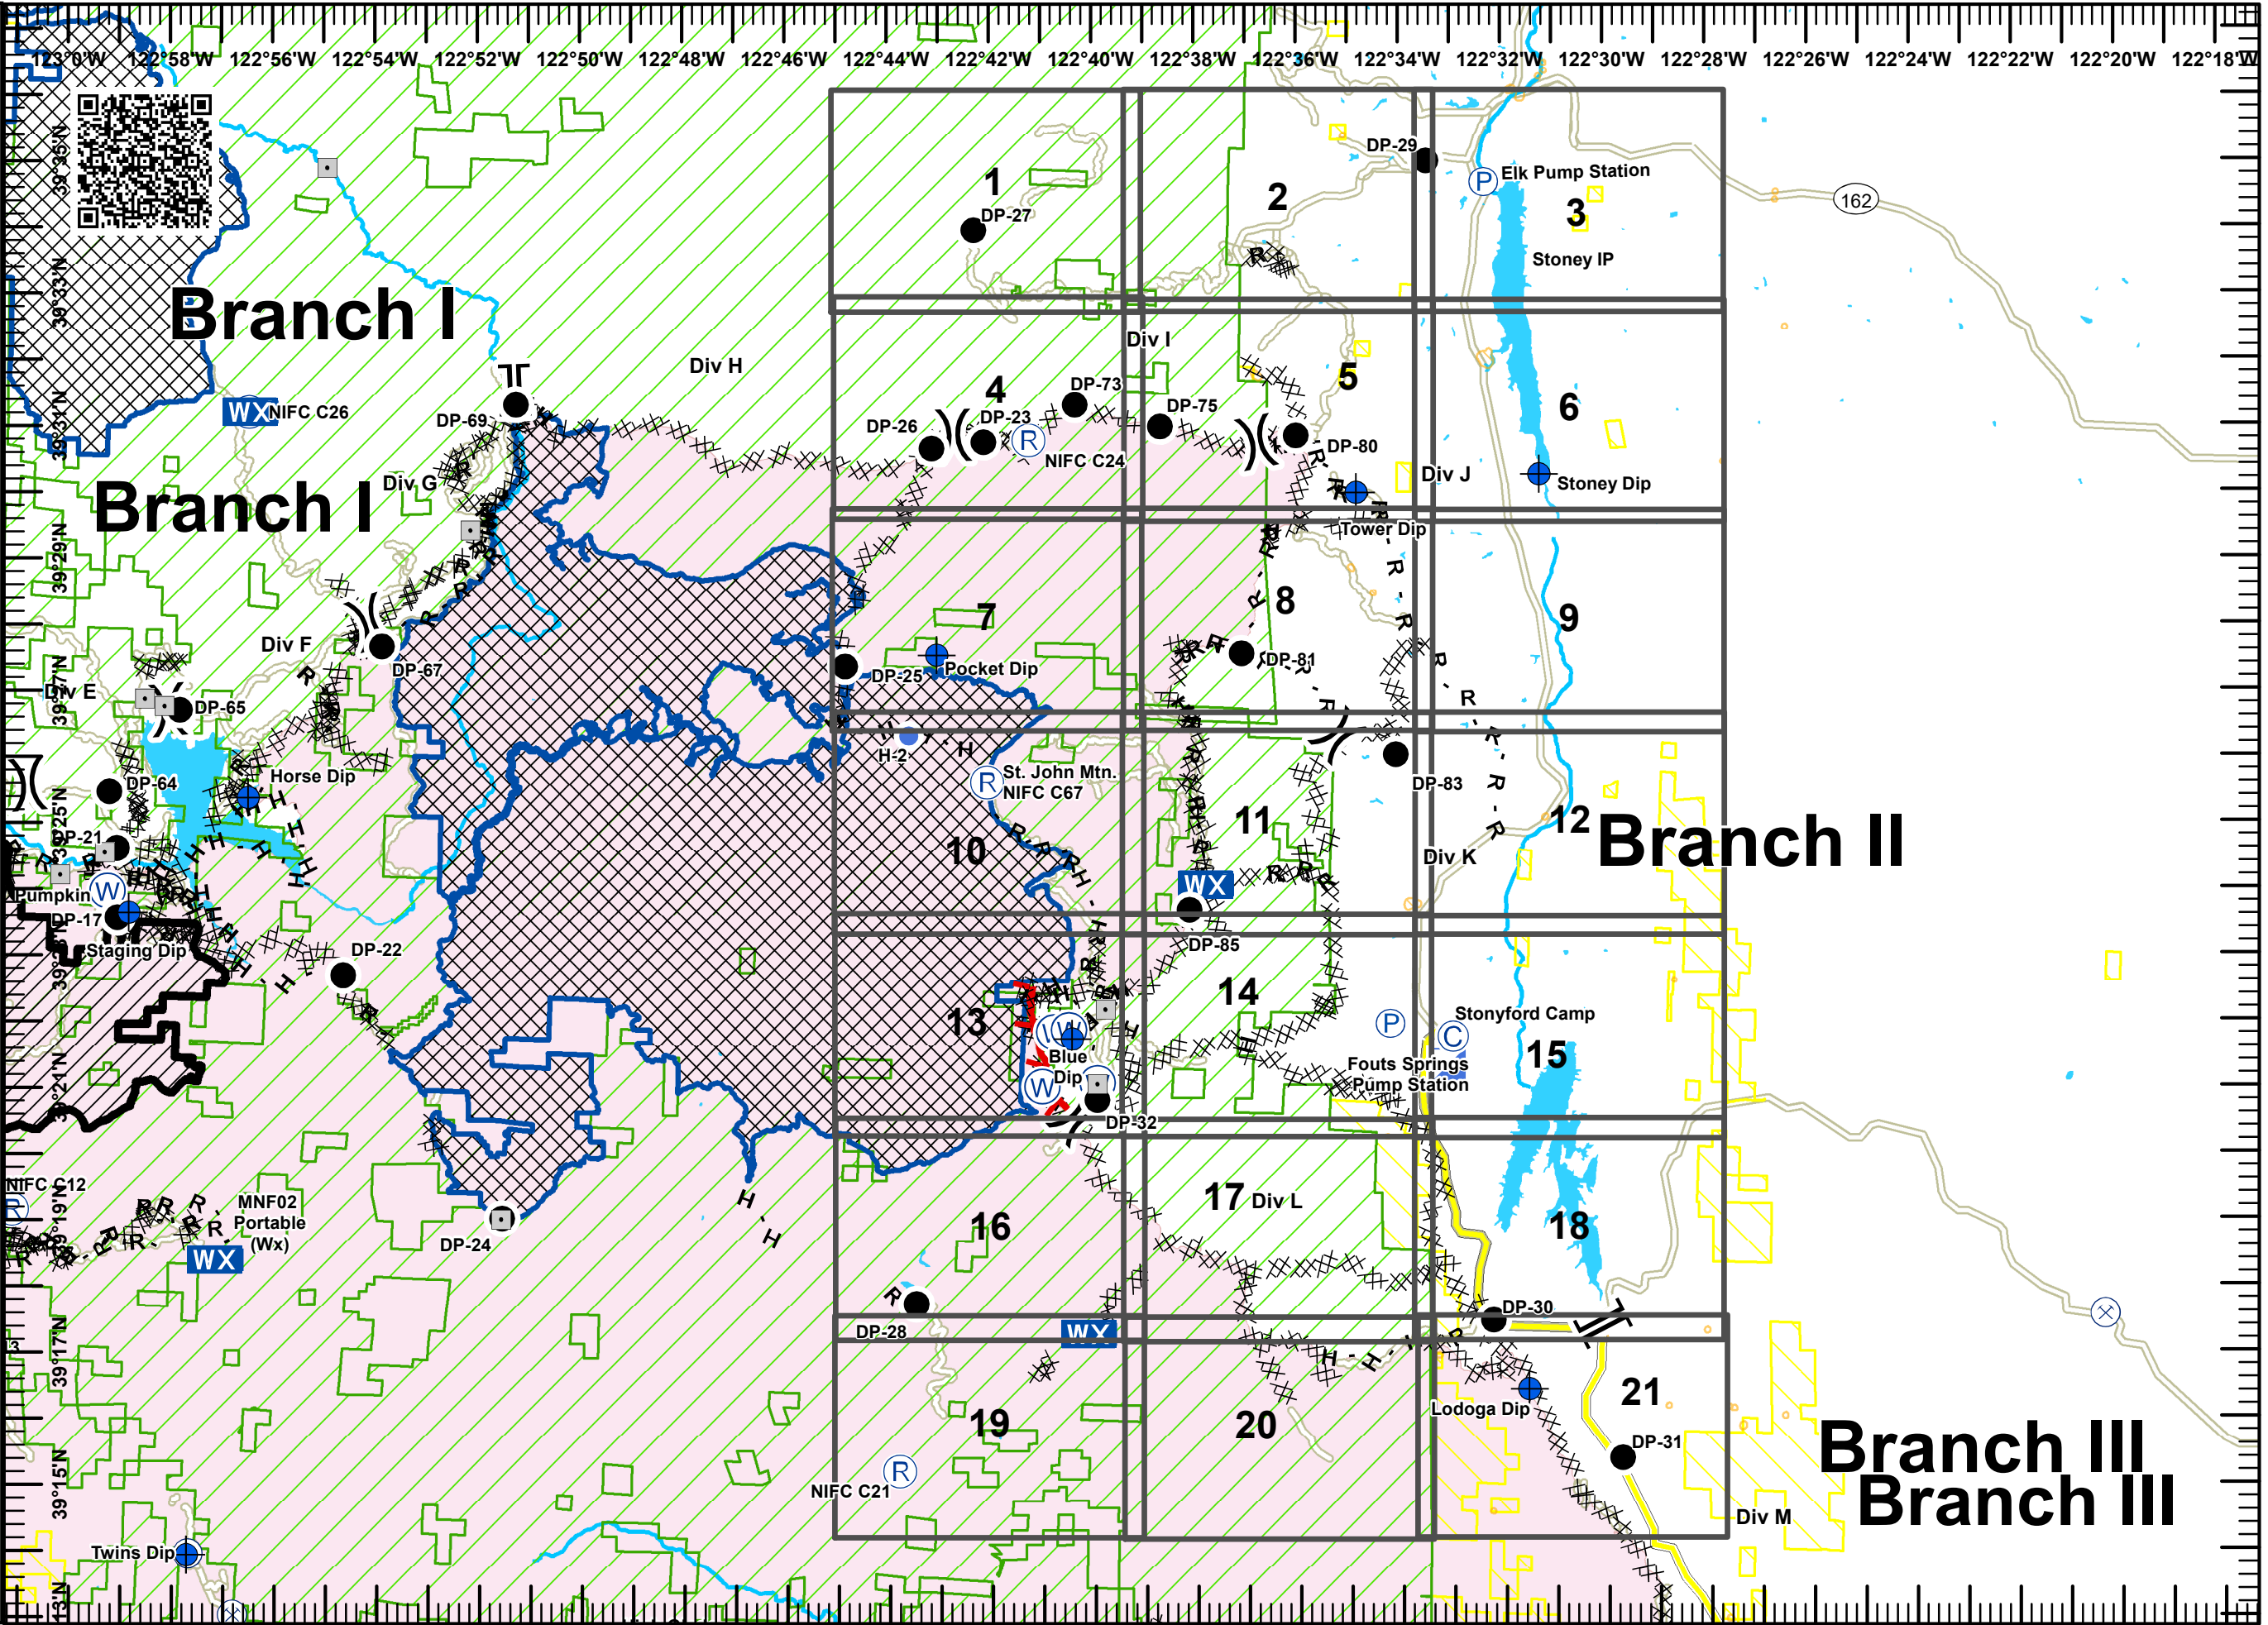 123°0'W 122°58'W 122°56'W 122°54'W 122°52'W 122°50'W 122°48'W 122°46'W 122°44'W 122°42'W 122°40'W 122°38'W 122°36'W 122°34'W 122°32'W 122°30'W 122°28'W 122°26'W 122°24'W 122°22'W 122°20'W 122°18'W
39°35'N
DP-29
P Elk Pump Station
1
2
3
162
DP-27
R
Stoney IP
39°33'N
Branch I
Div I
Div H
5
4
DP-73
6
WX NIFC C26
DP-69
DP-26
DP-23
DP-75
39°31'N
R
NIFC C24
DP-80
Div J
Div G
Stoney Dip
Branch I
Tower Dip
39°29'N
7
8
9
Div F
DP-67
DP-81
DP-25
Pocket Dip
Div E
39°27'N
DP-65
H-2
Horse Dip
R St. John Mtn.
NIFC C67
DP-64
DP-83
39°25'N
DP-21
10
11
12
Branch II
Div K
WX
Pumpkin W
DP-17
Staging Dip
DP-22
DP-85
13
14
Stonyford Camp
P
C
W
Blue
Dip
15
Fouts Springs
Pump Station
39°21'N
W
DP-32
NIFC C12
R
MNF02
Portable
(Wx)
WX
39°19'N
17 Div L
16
18
DP-24
DP-30
DP-28
WX
39°17'N
21
Lodoga Dip
19
20
DP-31
Branch III
R
NIFC C21
39°15'N
Branch III
Div M
Twins Dip
13'N